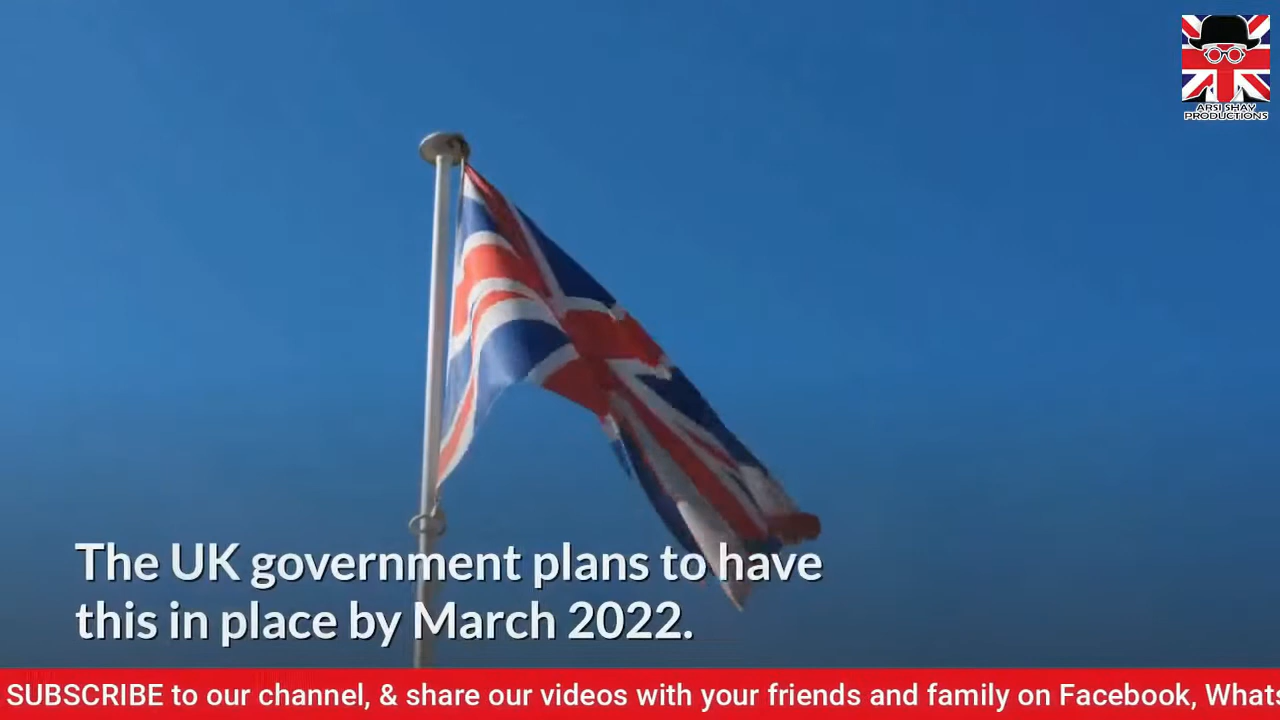 ARSI SHAY
PRODUCTIONS
The UK government plans to have
this in place by March 2022.
SUBSCRIBE to our channel, & share our videos with your friends and family on Facebook,